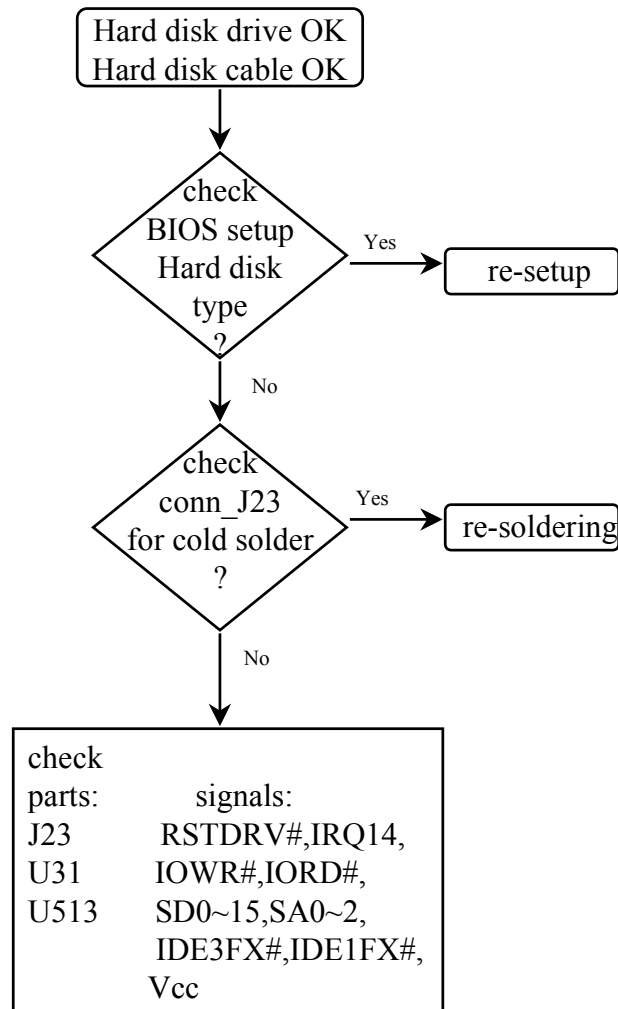 Hard disk drive OK
Hard disk cable OK
check
BIOS setup
Hard disk
type
?
Yes
re-setup
No
check
conn_J23
for cold solder
?
Yes
re-soldering
No
check
parts: signals:
J23 RSTDRV#,IRQ14,
U31 IOWR#,IORD#,
U513 SD0~15,SA0~2,
IDE3FX#,IDE1FX#,
Vcc